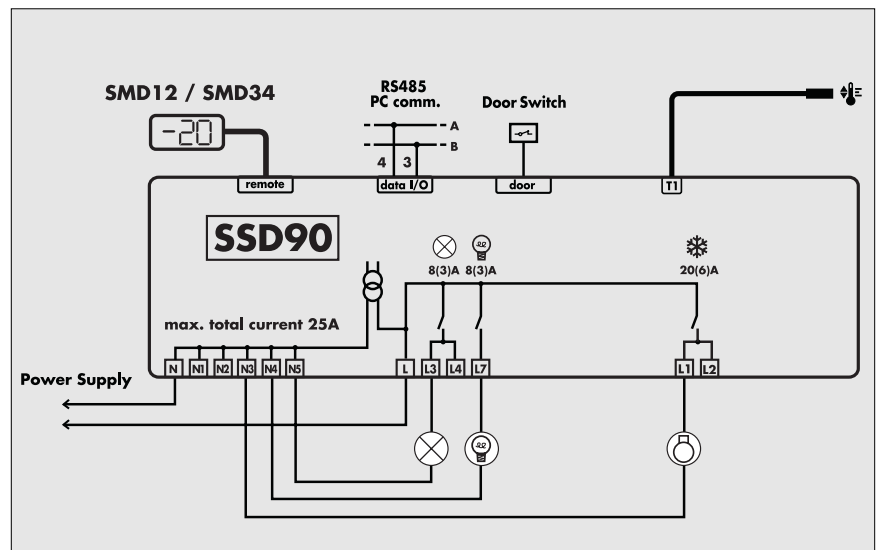 SMD12 / SMD34
RS485
PC comm.
Door Switch
-20
A
B
4 3
remote
data I/O
door
T1
SSD90
8(3)A 8(3)A
20(6)A
max. total current 25A
N N1 N2 N3 N4 N5 L L3 L4 L7 L1 L2
Power Supply